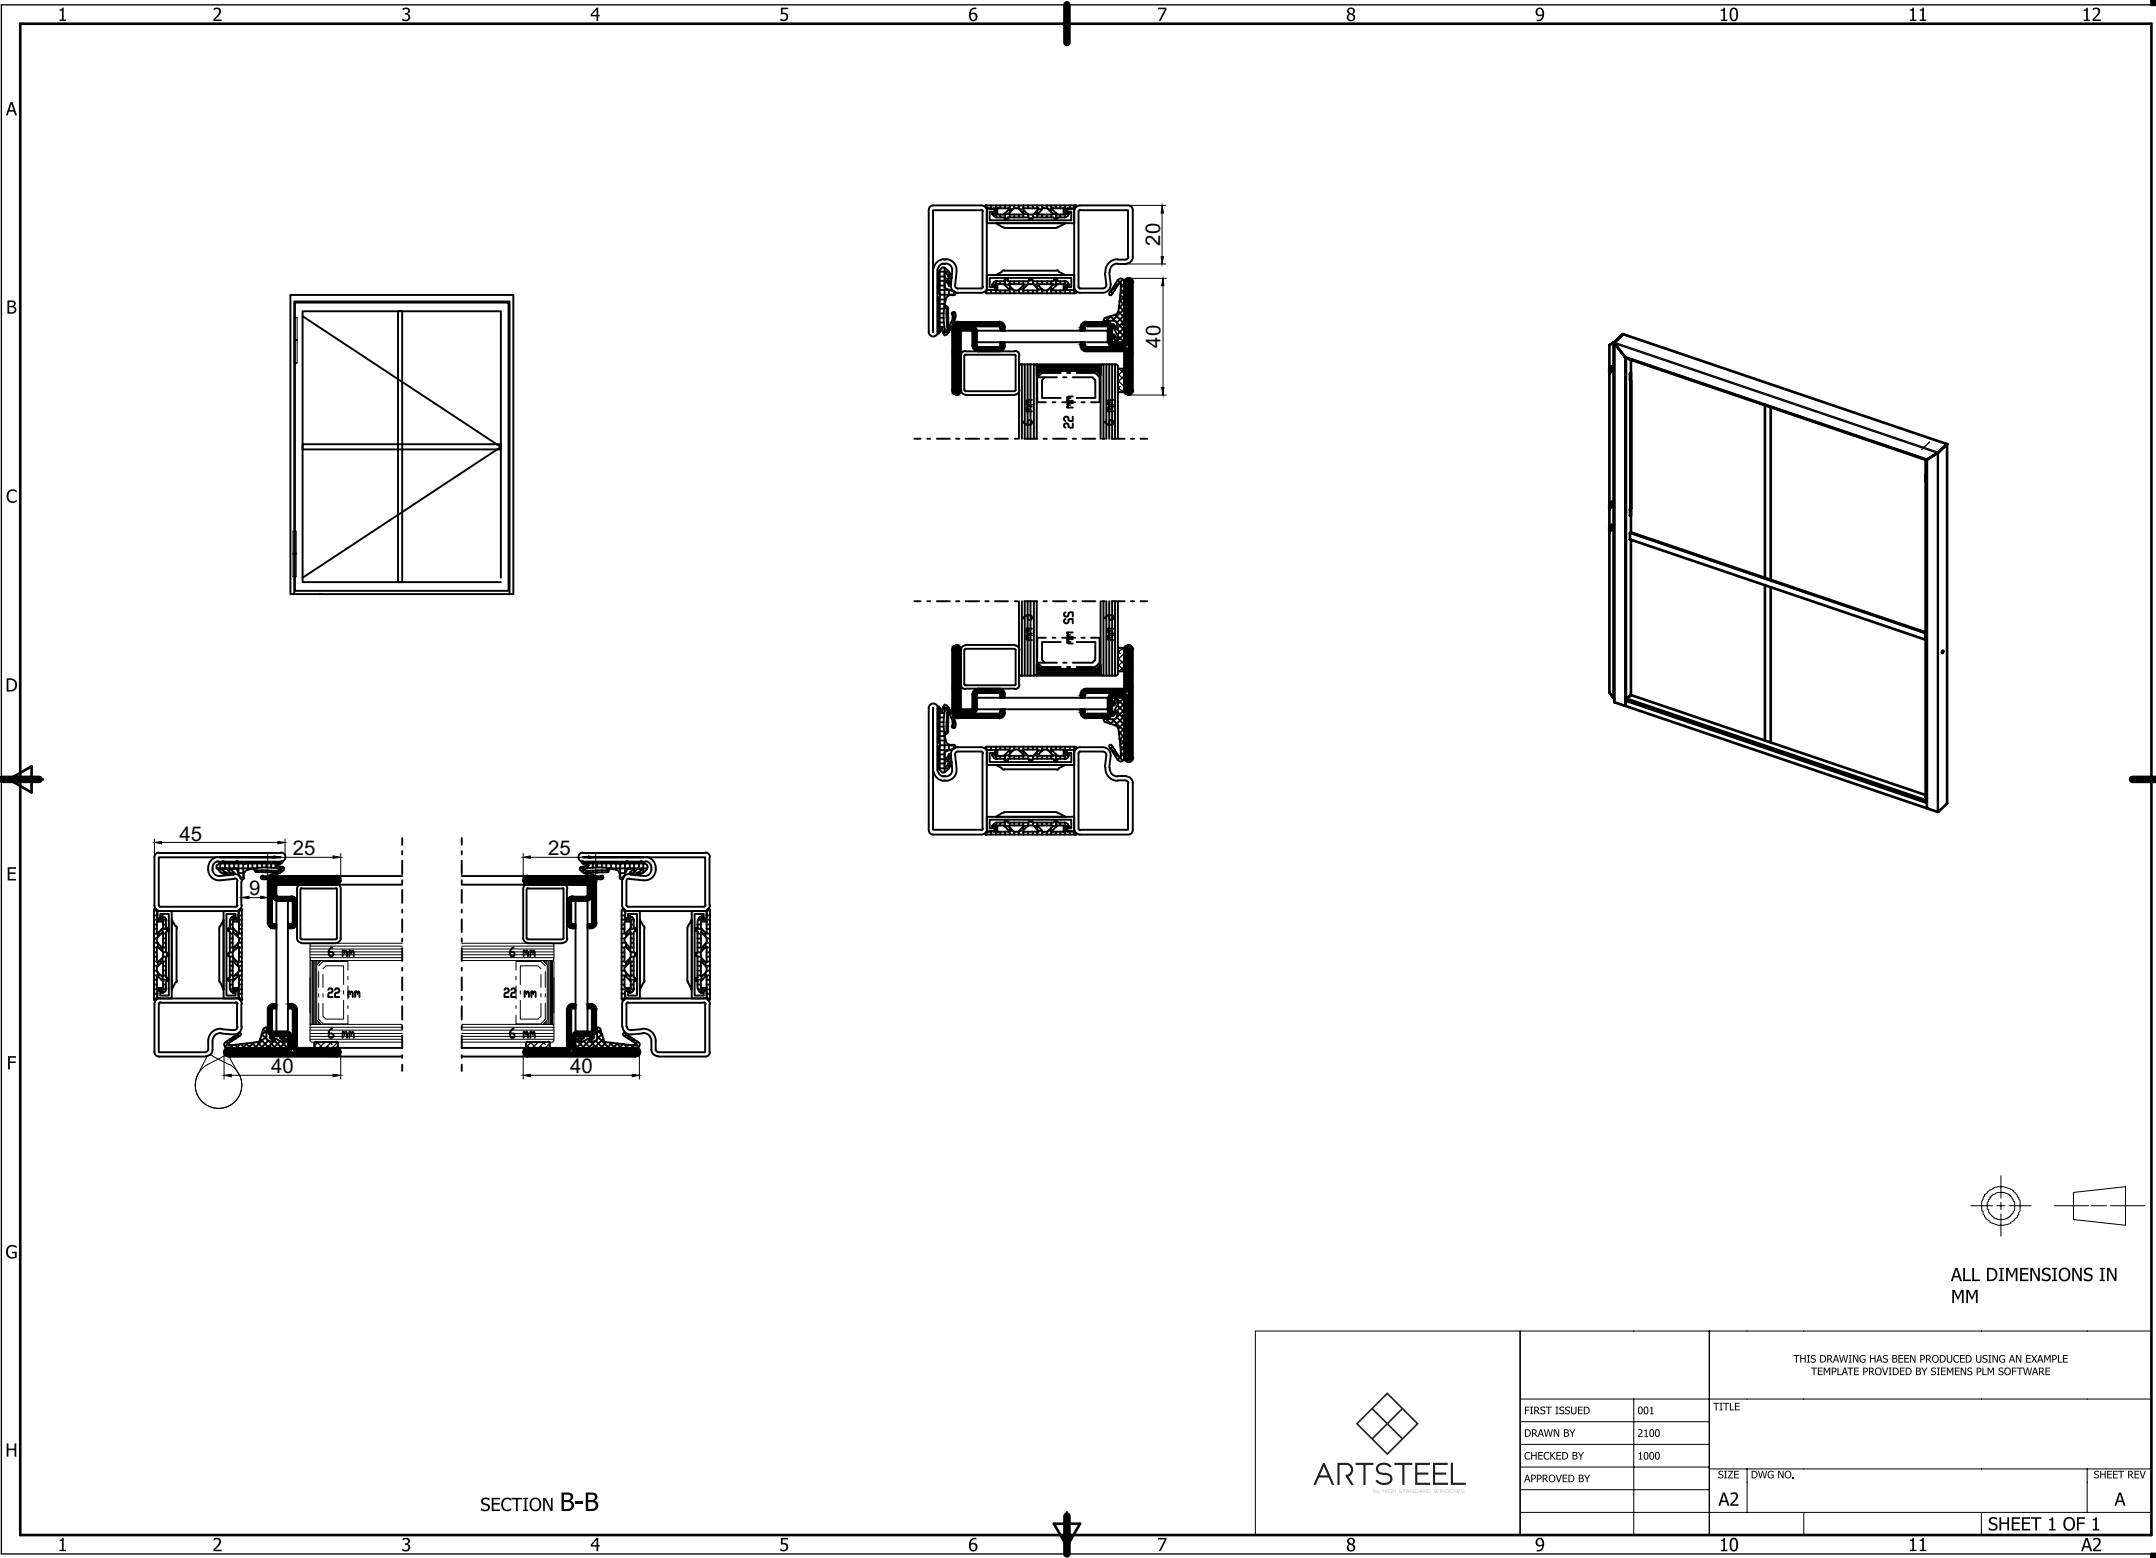 1 2 3 4 5 6 7 8 9 10 11 12
A
B
C
D
E
F
G
H
20
40
6 mm 22 mm 6 mm
6 mm 22 mm 6 mm
45
25
25
9
6 mm
6 mm
22 mm
22 mm
6 mm
6 mm
40
40
ALL DIMENSIONS IN
MM
THIS DRAWING HAS BEEN PRODUCED USING AN EXAMPLE
TEMPLATE PROVIDED BY SIEMENS PLM SOFTWARE
FIRST ISSUED 001
TITLE
DRAWN BY 2100
CHECKED BY 1000
APPROVED BY
SIZE DWG NO. SHEET REV
A2 A
SHEET 1 OF 1
ARTSTEEL
by HIGH STANDARD WINDOWS
SECTION B-B
1 2 3 4 5 6 7 8 9 10 11 A2